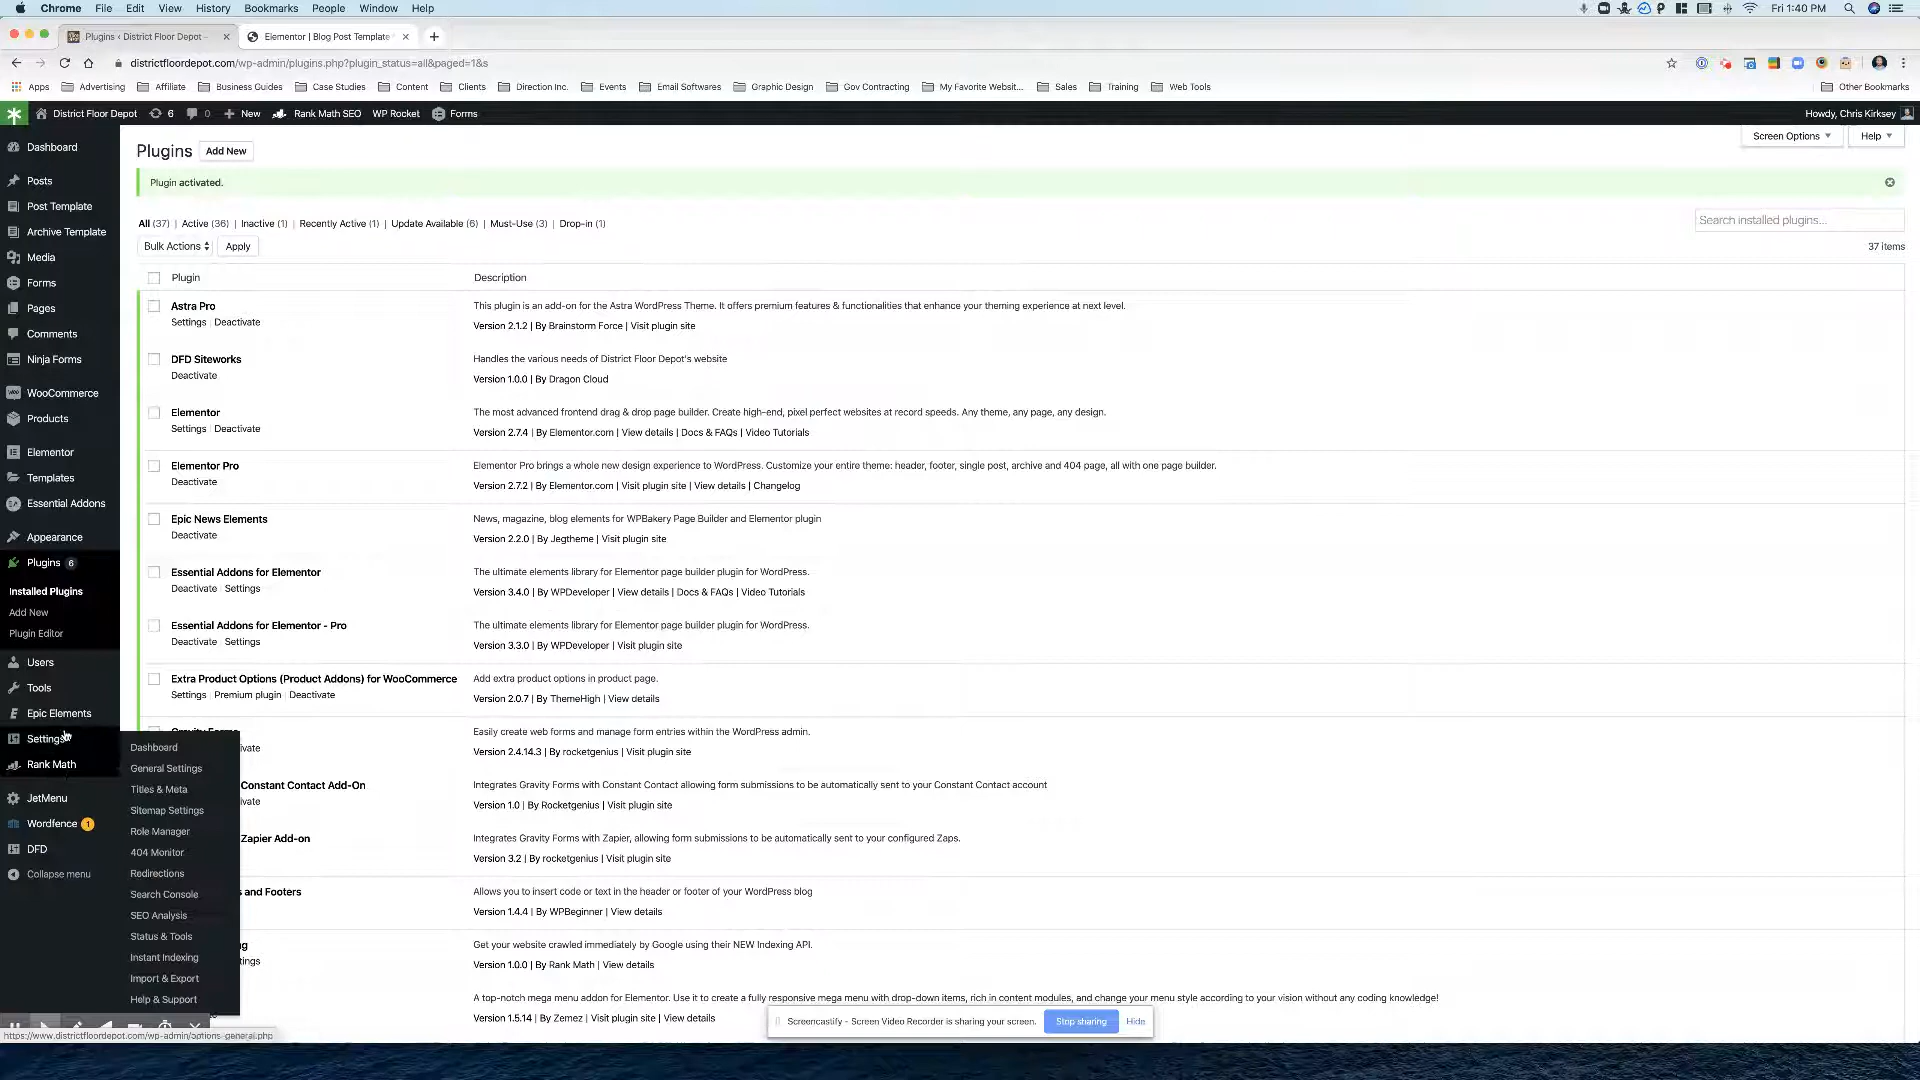 Chrome File Edit View History Bookmarks People Window Help Fri 1:40 PM
Plugins ‹ District Floor Depot - Elementor | Blog Post Template
districtfloordepot.com/wp-admin/plugins.php?plugin_status=all&paged=1&s
Apps Advertising Affiliate Business Guides Case Studies Content Clients Direction Inc. Events Email Softwares Graphic Design Gov Contracting My Favorite Websit... Sales Training Web Tools Other Bookmarks
District Floor Depot 6 0 New Rank Math SEO WP Rocket Forms Howdy, Chris Kirksey
Screen Options Help
Dashboard
Posts
Post Template
Archive Template
Media
Forms
Pages
Comments
Ninja Forms
WooCommerce
Products
Elementor
Templates
Essential Addons
Appearance
Plugins 6
Installed Plugins
Add New
Plugin Editor
Users
Tools
Epic Elements
Settings
Rank Math
JetMenu
Wordfence 1
DFD
Collapse menu
Dashboard
General Settings
Titles & Meta
Sitemap Settings
Role Manager
404 Monitor
Redirections
Search Console
SEO Analysis
Status & Tools
Instant Indexing
Import & Export
Help & Support
Plugins Add New
Plugin activated.
All (37) | Active (36) | Inactive (1) | Recently Active (1) | Update Available (6) | Must-Use (3) | Drop-in (1)
Search installed plugins...
Bulk Actions Apply 37 items
Plugin Description
Astra Pro This plugin is an add-on for the Astra WordPress Theme. It offers premium features & functionalities that enhance your theming experience at next level.
Settings | Deactivate Version 2.1.2 | By Brainstorm Force | Visit plugin site
DFD Siteworks Handles the various needs of District Floor Depot's website
Deactivate Version 1.0.0 | By Dragon Cloud
Elementor The most advanced frontend drag & drop page builder. Create high-end, pixel perfect websites at record speeds. Any theme, any page, any design.
Settings | Deactivate Version 2.7.4 | By Elementor.com | View details | Docs & FAQs | Video Tutorials
Elementor Pro Elementor Pro brings a whole new design experience to WordPress. Customize your entire theme: header, footer, single post, archive and 404 page, all with one page builder.
Deactivate Version 2.7.2 | By Elementor.com | Visit plugin site | View details | Changelog
Epic News Elements News, magazine, blog elements for WPBakery Page Builder and Elementor plugin
Deactivate Version 2.2.0 | By Jegtheme | Visit plugin site
Essential Addons for Elementor The ultimate elements library for Elementor page builder plugin for WordPress.
Deactivate | Settings Version 3.4.0 | By WPDeveloper | View details | Docs & FAQs | Video Tutorials
Essential Addons for Elementor - Pro The ultimate elements library for Elementor page builder plugin for WordPress.
Deactivate | Settings Version 3.3.0 | By WPDeveloper | Visit plugin site
Extra Product Options (Product Addons) for WooCommerce Add extra product options in product page.
Settings | Premium plugin | Deactivate Version 2.0.7 | By ThemeHigh | View details
Gravity Forms Easily create web forms and manage form entries within the WordPress admin.
ivate Version 2.4.14.3 | By rocketgenius | Visit plugin site
Constant Contact Add-On Integrates Gravity Forms with Constant Contact allowing form submissions to be automatically sent to your Constant Contact account
ivate Version 1.0 | By Rocketgenius | Visit plugin site
Zapier Add-on Integrates Gravity Forms with Zapier, allowing form submissions to be automatically sent to your configured Zaps.
Version 3.2 | By rocketgenius | Visit plugin site
s and Footers Allows you to insert code or text in the header or footer of your WordPress blog
Version 1.4.4 | By WPBeginner | View details
g Get your website crawled immediately by Google using their NEW Indexing API.
ttings Version 1.0.0 | By Rank Math | View details
A top-notch mega menu addon for Elementor. Use it to create a fully responsive mega menu with drop-down items, rich in content modules, and change your menu style according to your vision without any coding knowledge!
Version 1.5.14 | By Zemez | Visit plugin site | View details
Screencastify - Screen Video Recorder is sharing your screen. Stop sharing Hide
https://www.districtfloordepot.com/wp-admin/options-general.php